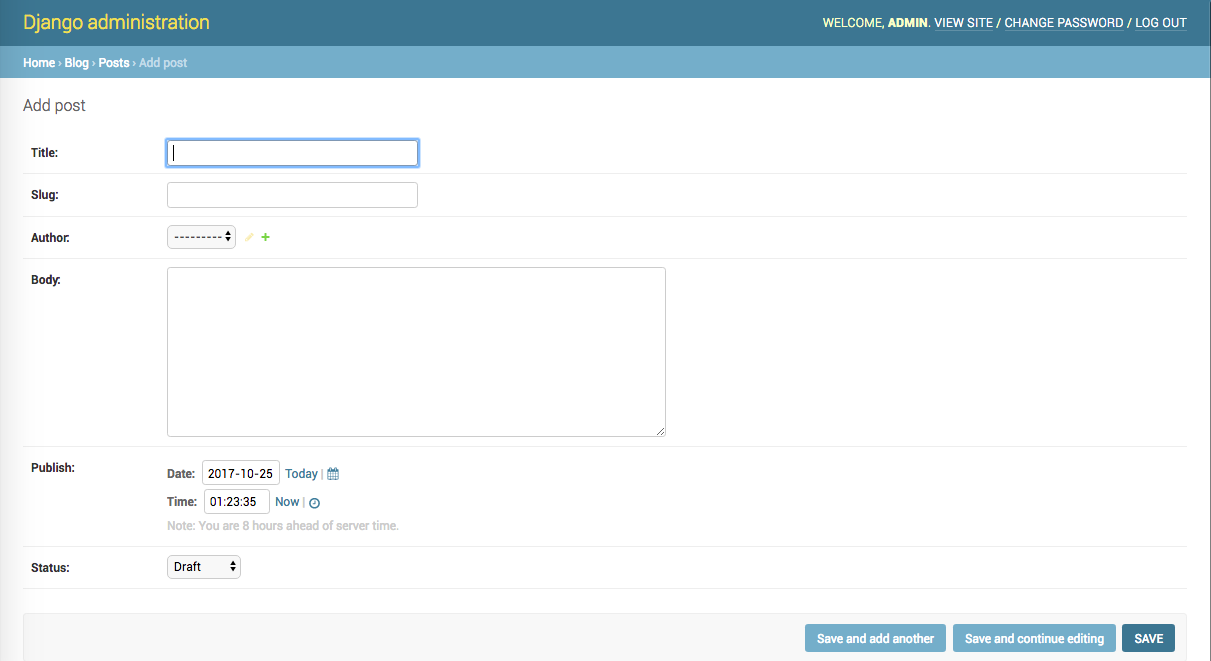 Django administration
WELCOME, ADMIN. VIEW SITE / CHANGE PASSWORD / LOG OUT
Home › Blog › Posts › Add post
Add post
Title:
Slug:
Author: ---------
Body:
Publish:
Date: 2017-10-25 Today |
Time: 01:23:35 Now |
Note: You are 8 hours ahead of server time.
Status: Draft
Save and add another Save and continue editing SAVE